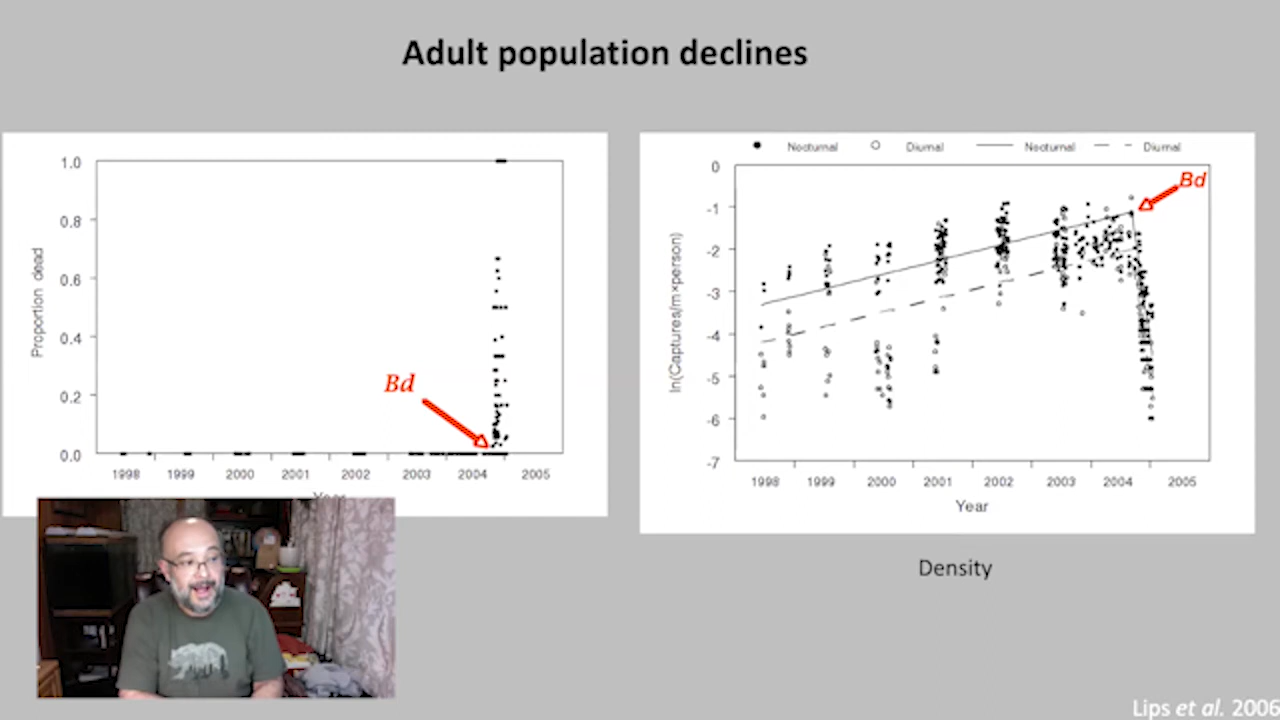 Adult population declines
1.0
0.8
0.6
0.4
0.2
0.0
Proportion dead
Bd
1998 1999 2000 2001 2002 2003 2004 2005
Year
Nocturnal Diurnal Nocturnal Diurnal
0
-1
-2
-3
-4
-5
-6
-7
ln(Captures/m×person)
Bd
1998 1999 2000 2001 2002 2003 2004 2005
Year
Density
Lips et al. 2006